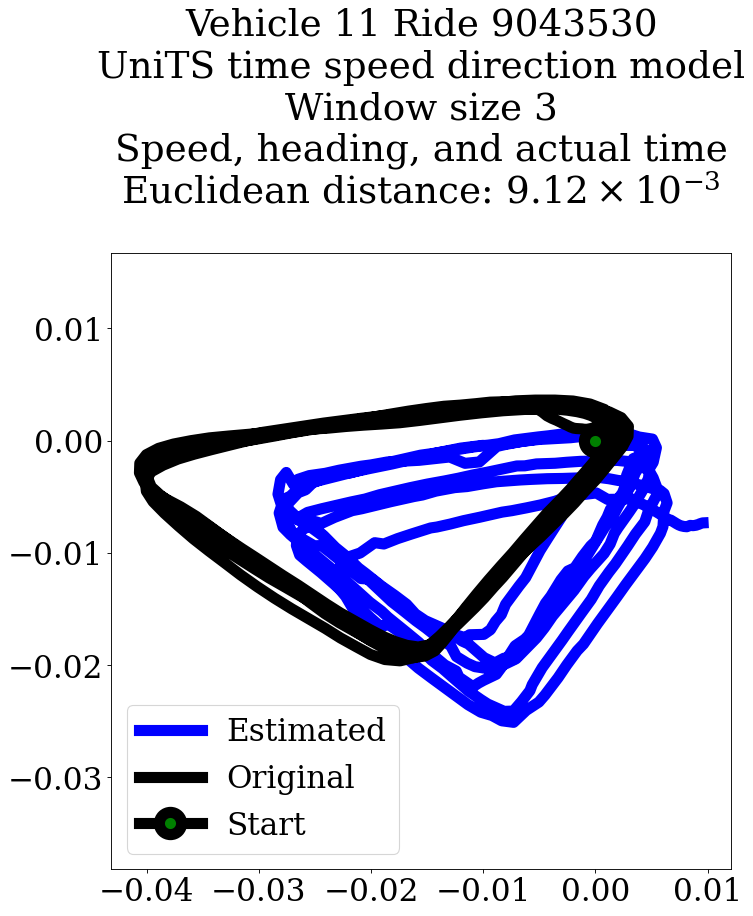 Vehicle 11 Ride 9043530
UniTS time speed direction model
Window size 3
Speed, heading, and actual time
Euclidean distance: 9.12 × 10⁻³
0.01
0.00
−0.01
−0.02
−0.03
Estimated
Original
Start
−0.04 −0.03 −0.02 −0.01 0.00 0.01